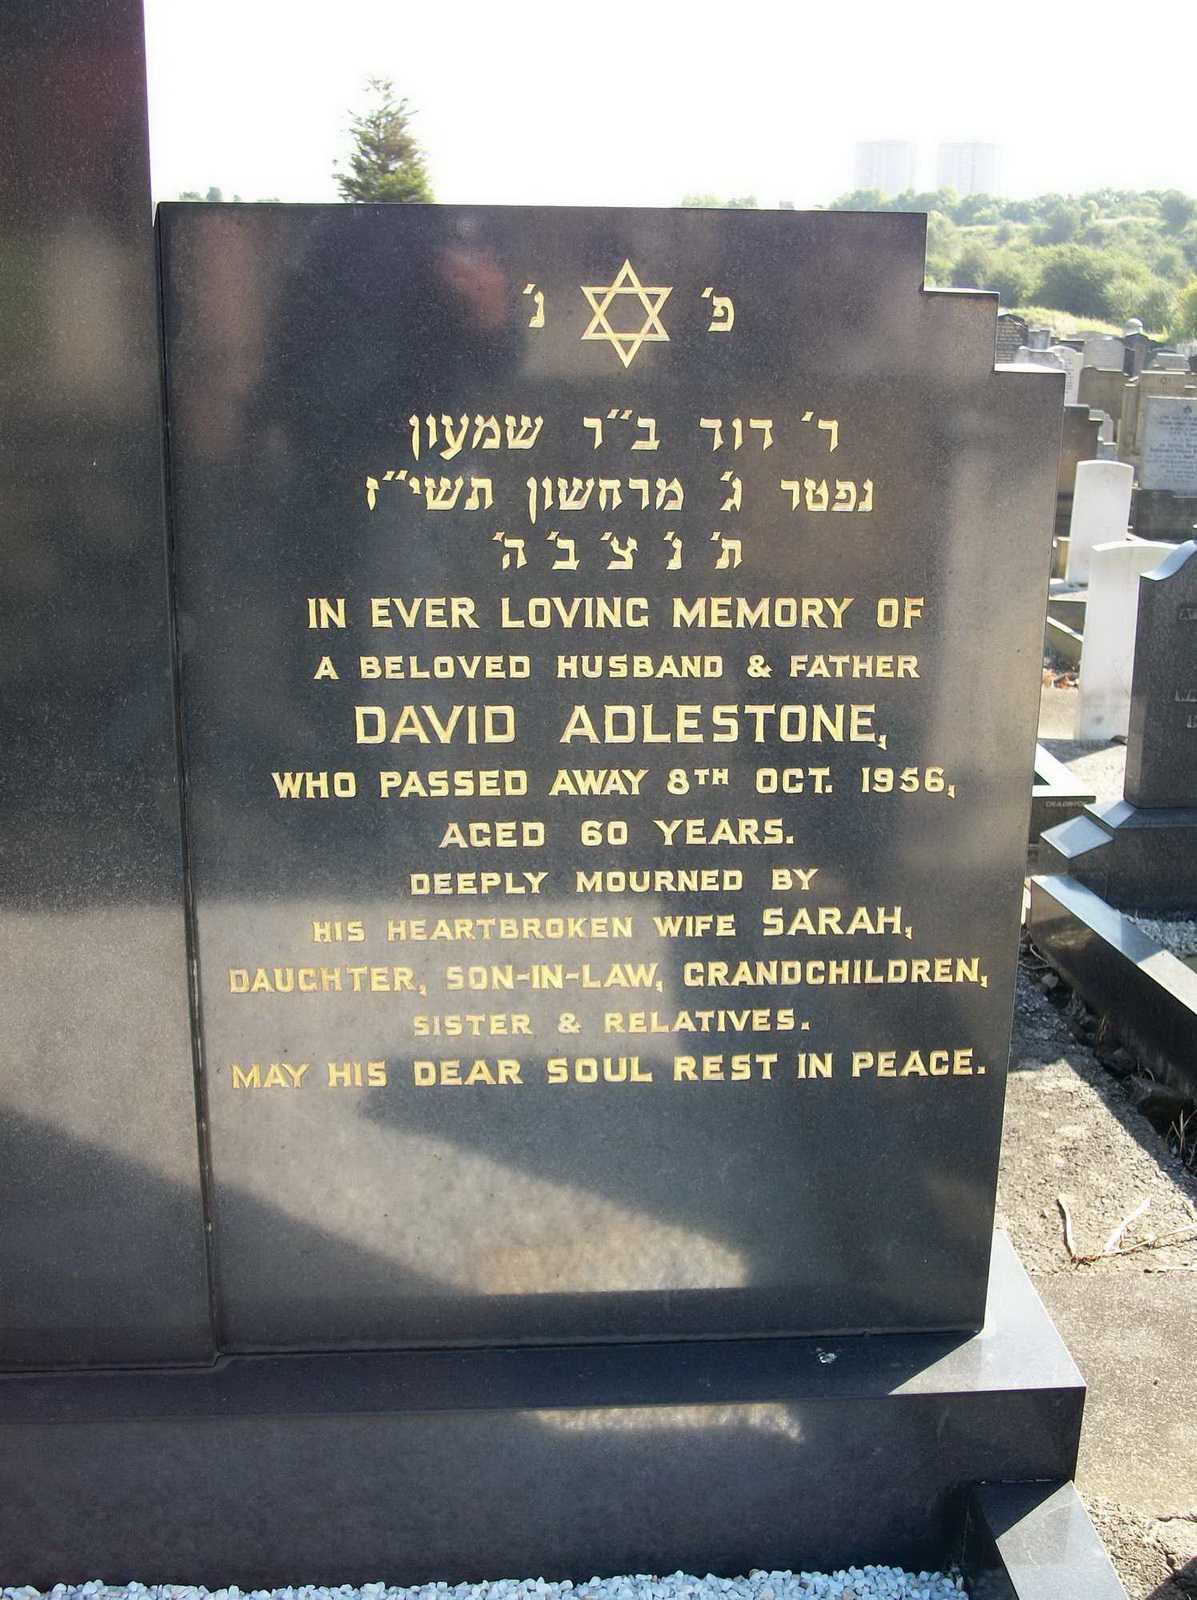 פ׳ נ׳
ר׳ דוד ב״ר שמעון
נפטר ג׳ מרחשון תשי״ז
ת׳ נ׳ צ׳ ב׳ ה׳
IN EVER LOVING MEMORY OF
A BELOVED HUSBAND & FATHER
DAVID ADLESTONE,
WHO PASSED AWAY 8TH OCT. 1956,
AGED 60 YEARS.
DEEPLY MOURNED BY
HIS HEARTBROKEN WIFE SARAH,
DAUGHTER, SON-IN-LAW, GRANDCHILDREN,
SISTER & RELATIVES.
MAY HIS DEAR SOUL REST IN PEACE.